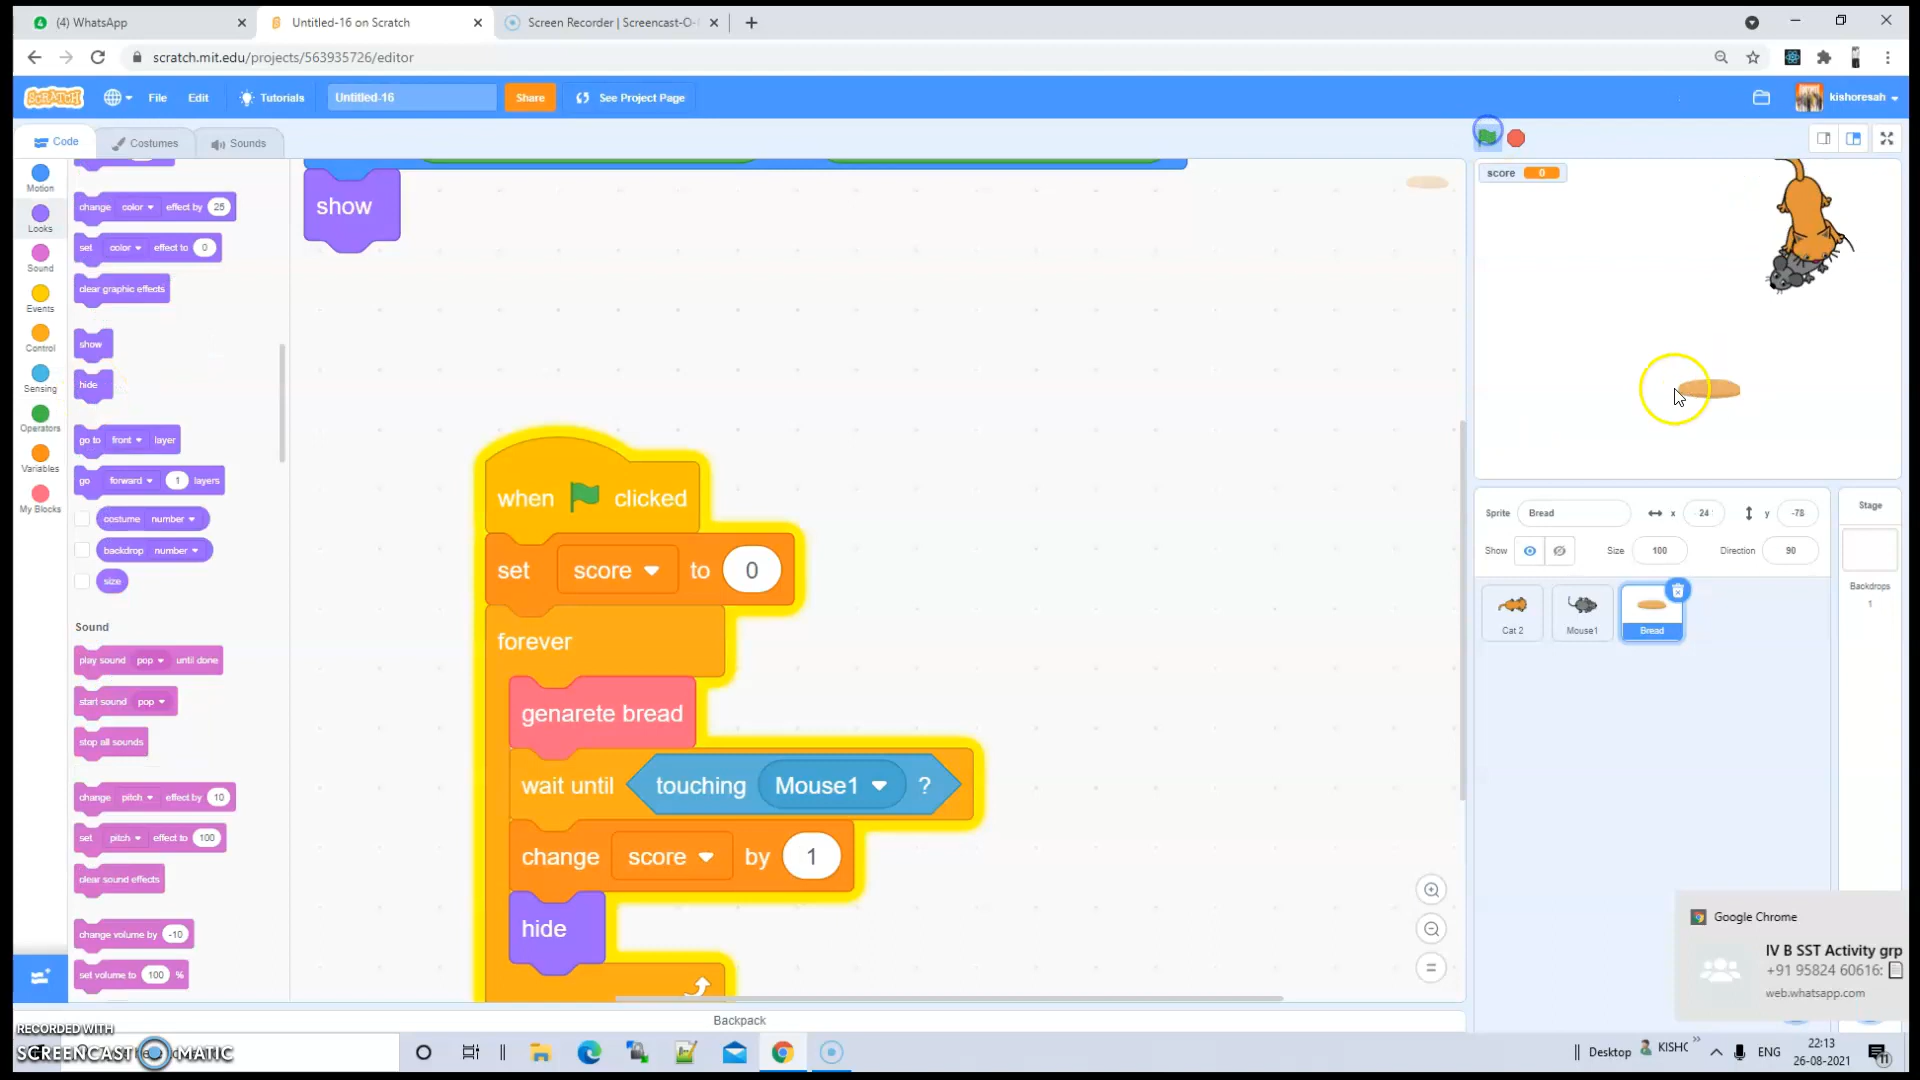 (4) WhatsApp
Untitled-16 on Scratch
Screen Recorder | Screencast-O-
scratch.mit.edu/projects/563935726/editor
SCRATCH
File
Edit
Tutorials
Untitled-16
Share
See Project Page
kishoresah
Code
Costumes
Sounds
Motion
Looks
Sound
Events
Control
Sensing
Operators
Variables
My Blocks
change color effect by 25
set color effect to 0
clear graphic effects
show
hide
go to front layer
go forward 1 layers
costume number
backdrop number
size
Sound
play sound pop until done
start sound pop
stop all sounds
change pitch effect by 10
set pitch effect to 100
clear sound effects
change volume by -10
set volume to 100 %
show
when clicked
set score to 0
forever
genarete bread
wait until touching Mouse1 ?
change score by 1
hide
score 0
Sprite Bread x y -78
Show Size 100 Direction 90
Cat 2
Mouse1
Bread
Stage
Backdrops
1
Google Chrome
IV B SST Activity grp
+91 95824 60616:
web.whatsapp.com
Backpack
RECORDED WITH
SCREENCAST MATIC
Desktop
KISHC
ENG
22:13
26-08-2021